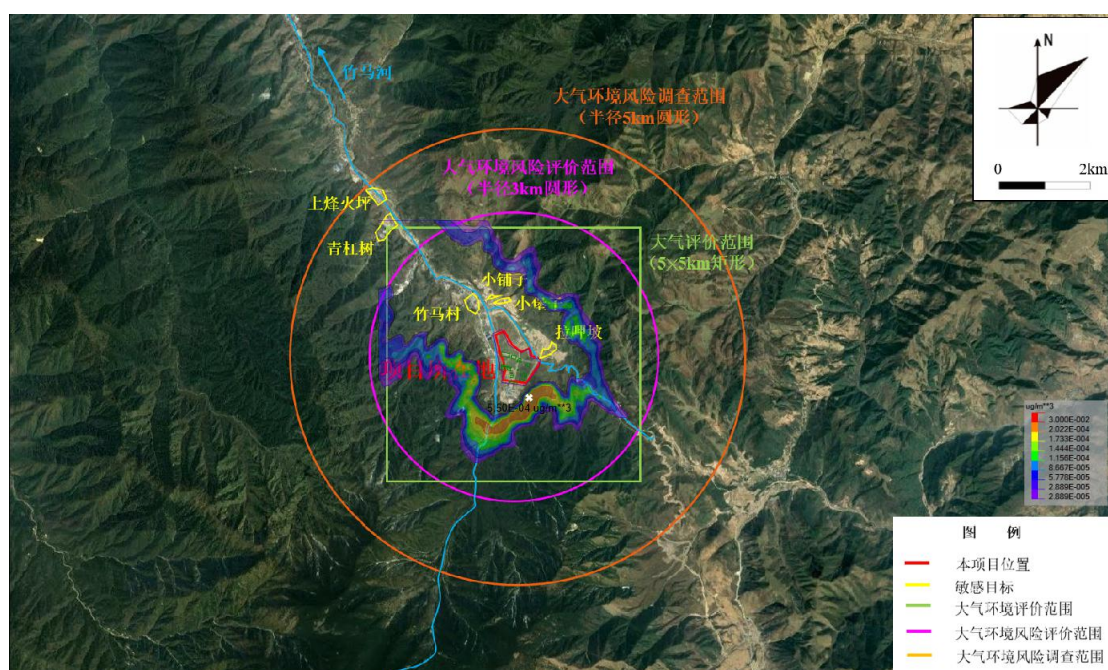 竹马河
大气环境风险调查范围
（半径5km圆形）
N
0 2km
大气环境风险评价范围
（半径3km圆形）
上烽火坪
青杠树
大气评价范围
（5×5km矩形）
竹马村
拉呷坡
5.50E-04 ug/m**3
ug/m**3
3.000E-002
2.022E-004
1.733E-004
1.444E-004
1.156E-004
8.667E-005
5.778E-005
2.889E-005
2.889E-005
图 例
本项目位置
敏感目标
大气环境评价范围
大气环境风险评价范围
大气环境风险调查范围